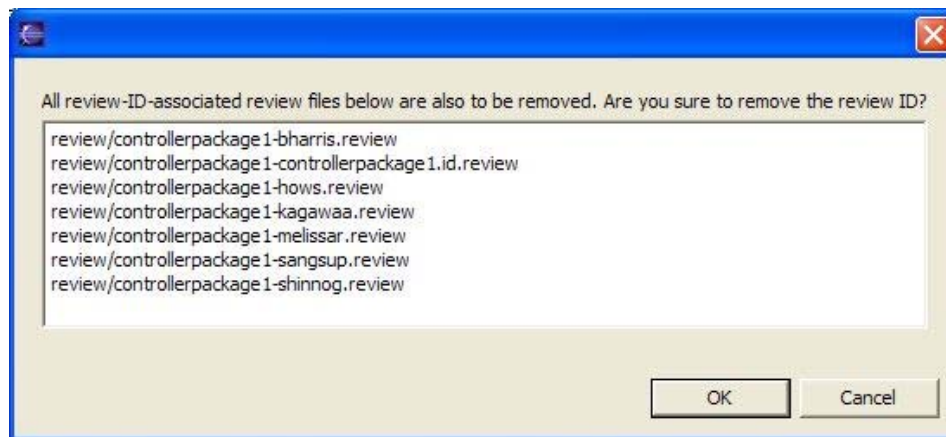 All review-ID-associated review files below are also to be removed. Are you sure to remove the review ID?
review/controllerpackage1-bharris.review
review/controllerpackage1-controllerpackage1.id.review
review/controllerpackage1-hows.review
review/controllerpackage1-kagawaa.review
review/controllerpackage1-melissar.review
review/controllerpackage1-sangsup.review
review/controllerpackage1-shinnog.review
OK Cancel